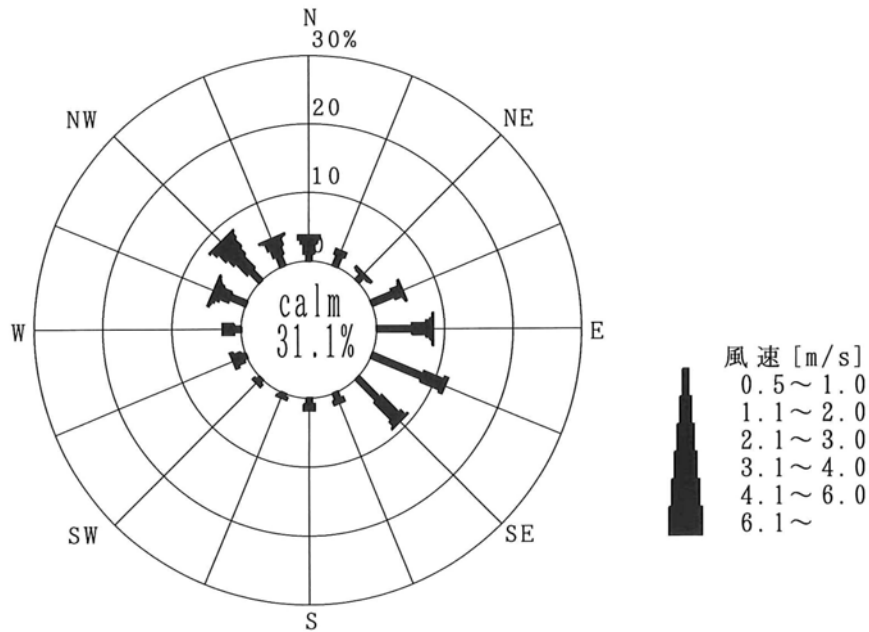 N
30%
NW
NE
20
10
0
calm
31.1%
W
E
SW
SE
S
風速[m/s]
0.5～1.0
1.1～2.0
2.1～3.0
3.1～4.0
4.1～6.0
6.1～